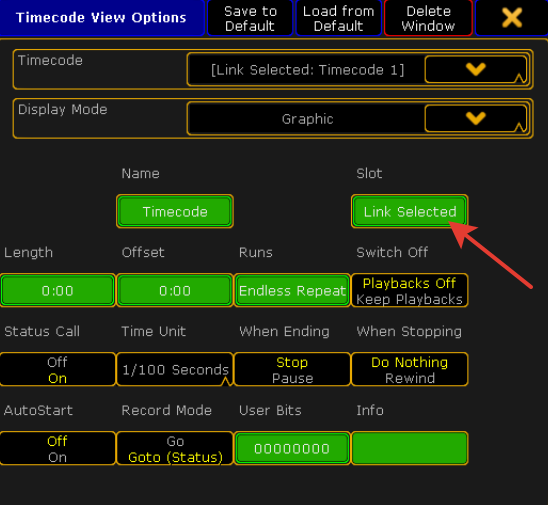 Timecode View Options
Save to Default
Load from Default
Delete Window
Timecode
[Link Selected: Timecode 1]
Display Mode
Graphic
Name
Slot
Timecode
Link Selected
Length
Offset
Runs
Switch Off
0:00
0:00
Endless Repeat
Playbacks Off
Keep Playbacks
Status Call
Time Unit
When Ending
When Stopping
Off
On
1/100 Seconds
Stop
Pause
Do Nothing
Rewind
AutoStart
Record Mode
User Bits
Info
Off
On
Go
Goto (Status)
00000000